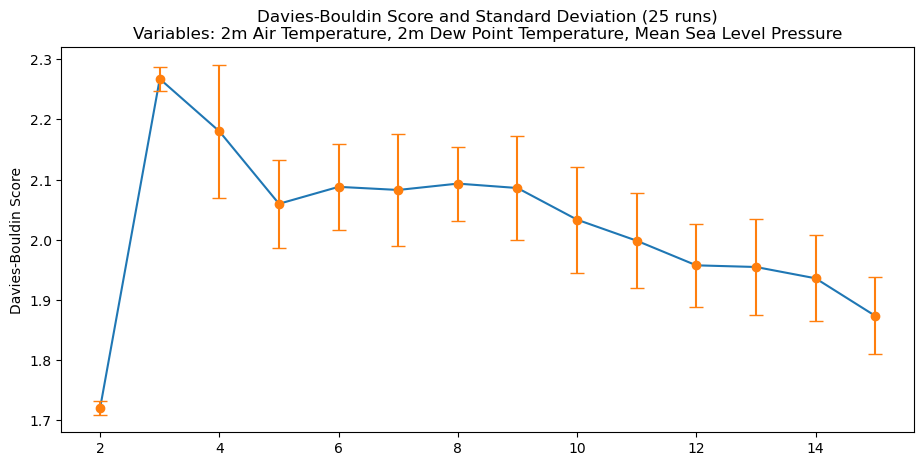 Davies-Bouldin Score and Standard Deviation (25 runs)
Variables: 2m Air Temperature, 2m Dew Point Temperature, Mean Sea Level Pressure
Davies-Bouldin Score
2.3
2.2
2.1
2.0
1.9
1.8
1.7
2 4 6 8 10 12 14